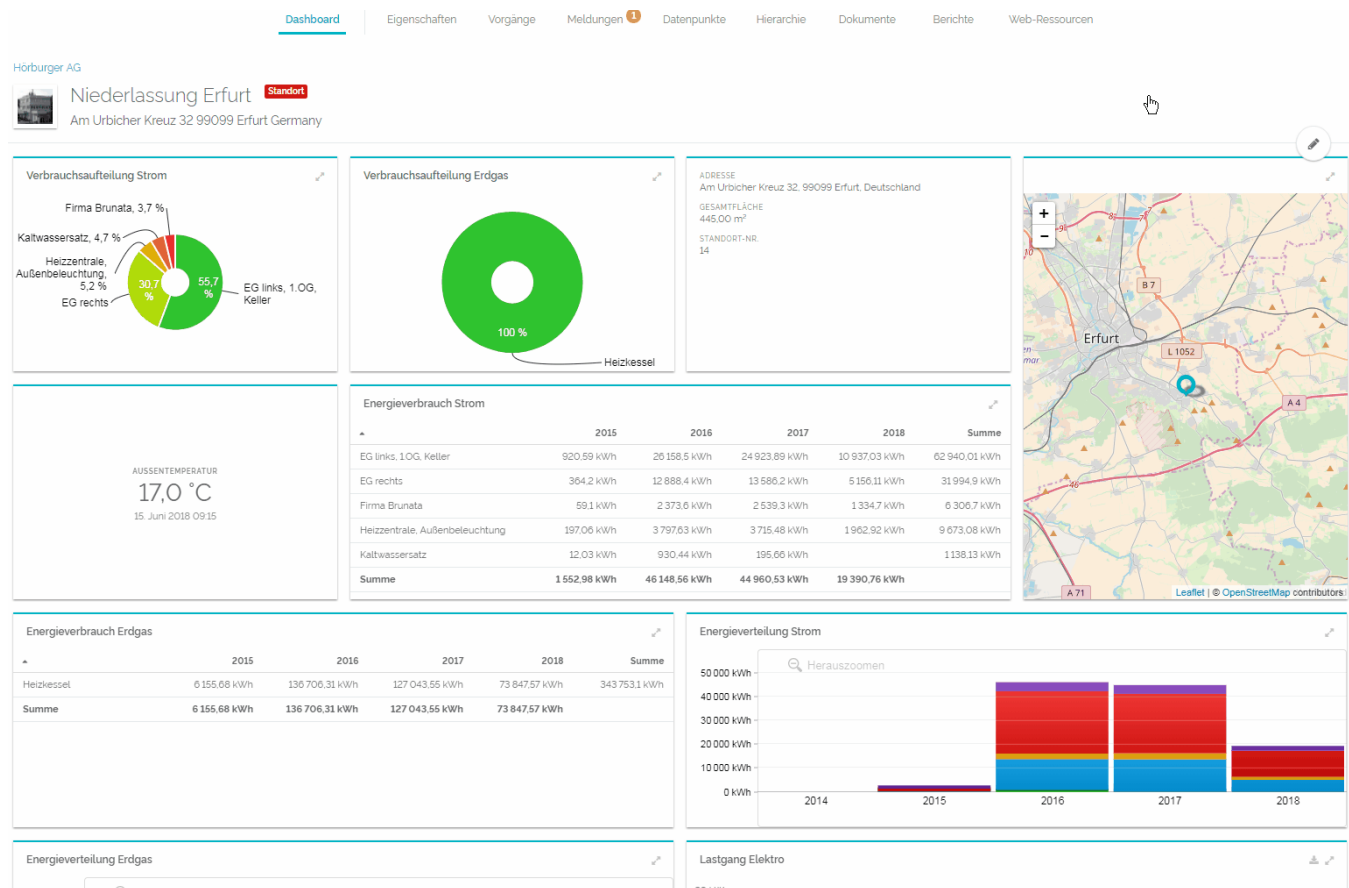 Dashboard Eigenschaften Vorgänge Meldungen 1 Datenpunkte Hierarchie Dokumente Berichte Web-Ressourcen
Hörburger AG
Niederlassung Erfurt Standort
Am Urbicher Kreuz 32 99099 Erfurt Germany
Verbrauchsaufteilung Strom
Firma Brunata, 3,7 %
Kaltwassersatz, 4,7 %
Heizzentrale,
Außenbeleuchtung,
5,2 %
EG rechts
30,7
%
55,7
%
EG links, 1.OG,
Keller
Verbrauchsaufteilung Erdgas
100 %
Heizkessel
ADRESSE
Am Urbicher Kreuz 32, 99099 Erfurt, Deutschland
GESAMTFLÄCHE
445,00 m²
STANDORT-NR.
14
+
−
B 7
Erfurt
L 1052
A 4
A 71
Leaflet | © OpenStreetMap contributors
AUSSENTEMPERATUR
17,0 °C
15. Juni 2018 09:15
Energieverbrauch Strom
2015 2016 2017 2018 Summe
EG links, 1.OG, Keller 920,59 kWh 26 158,5 kWh 24 923,89 kWh 10 937,03 kWh 62 940,01 kWh
EG rechts 364,2 kWh 12 888,4 kWh 13 586,2 kWh 5 156,11 kWh 31 994,9 kWh
Firma Brunata 59,1 kWh 2 373,6 kWh 2 539,3 kWh 1 334,7 kWh 6 306,7 kWh
Heizzentrale, Außenbeleuchtung 197,06 kWh 3 797,63 kWh 3 715,48 kWh 1 962,92 kWh 9 673,08 kWh
Kaltwassersatz 12,03 kWh 930,44 kWh 195,66 kWh 1 138,13 kWh
Summe 1 552,98 kWh 46 148,56 kWh 44 960,53 kWh 19 390,76 kWh
Energieverbrauch Erdgas
2015 2016 2017 2018 Summe
Heizkessel 6 155,68 kWh 136 706,31 kWh 127 043,55 kWh 73 847,57 kWh 343 753,1 kWh
Summe 6 155,68 kWh 136 706,31 kWh 127 043,55 kWh 73 847,57 kWh
Energieverteilung Strom
Herauszoomen
50 000 kWh
40 000 kWh
30 000 kWh
20 000 kWh
10 000 kWh
0 kWh
2014 2015 2016 2017 2018
Energieverteilung Erdgas
Lastgang Elektro